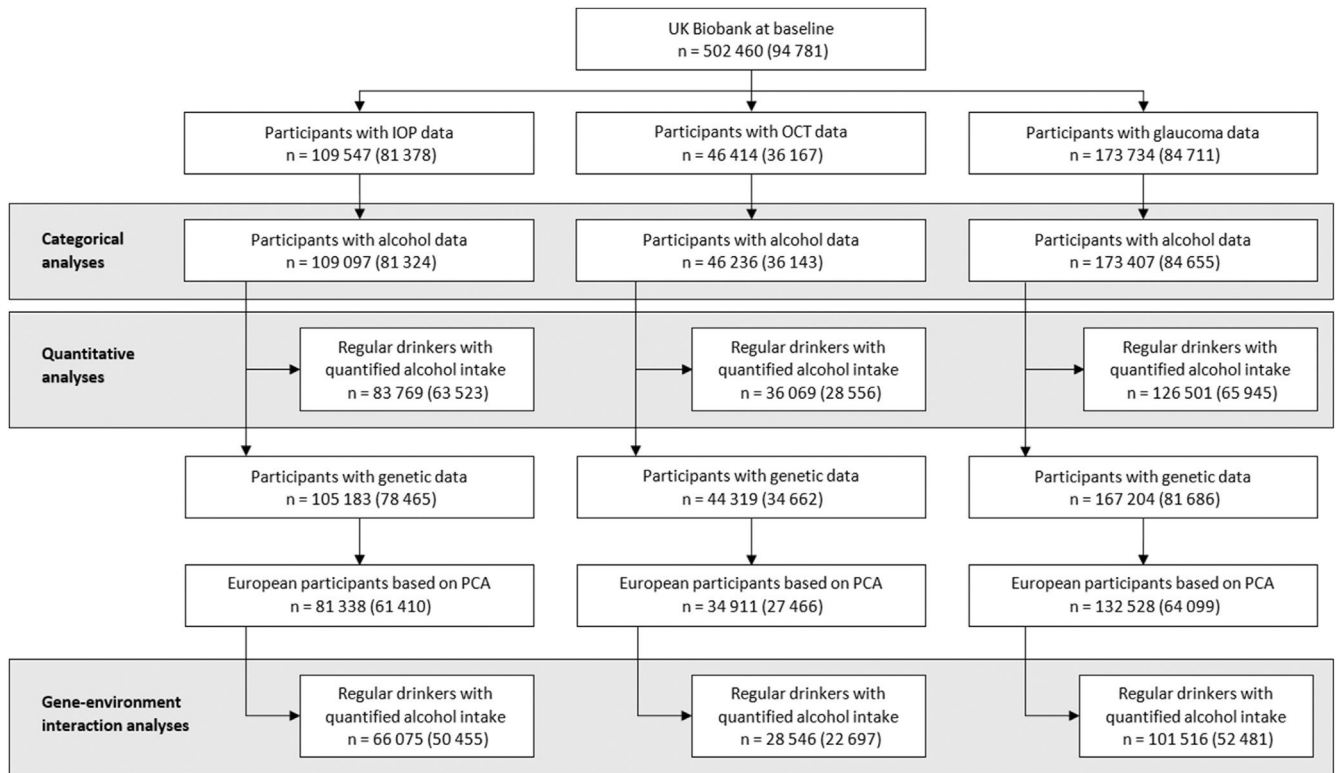 UK Biobank at baseline
n = 502 460 (94 781)
Participants with IOP data
n = 109 547 (81 378)
Participants with OCT data
n = 46 414 (36 167)
Participants with glaucoma data
n = 173 734 (84 711)
Categorical
analyses
Participants with alcohol data
n = 109 097 (81 324)
Participants with alcohol data
n = 46 236 (36 143)
Participants with alcohol data
n = 173 407 (84 655)
Quantitative
analyses
Regular drinkers with
quantified alcohol intake
n = 83 769 (63 523)
Regular drinkers with
quantified alcohol intake
n = 36 069 (28 556)
Regular drinkers with
quantified alcohol intake
n = 126 501 (65 945)
Participants with genetic data
n = 105 183 (78 465)
Participants with genetic data
n = 44 319 (34 662)
Participants with genetic data
n = 167 204 (81 686)
European participants based on PCA
n = 81 338 (61 410)
European participants based on PCA
n = 34 911 (27 466)
European participants based on PCA
n = 132 528 (64 099)
Gene-environment
interaction analyses
Regular drinkers with
quantified alcohol intake
n = 66 075 (50 455)
Regular drinkers with
quantified alcohol intake
n = 28 546 (22 697)
Regular drinkers with
quantified alcohol intake
n = 101 516 (52 481)